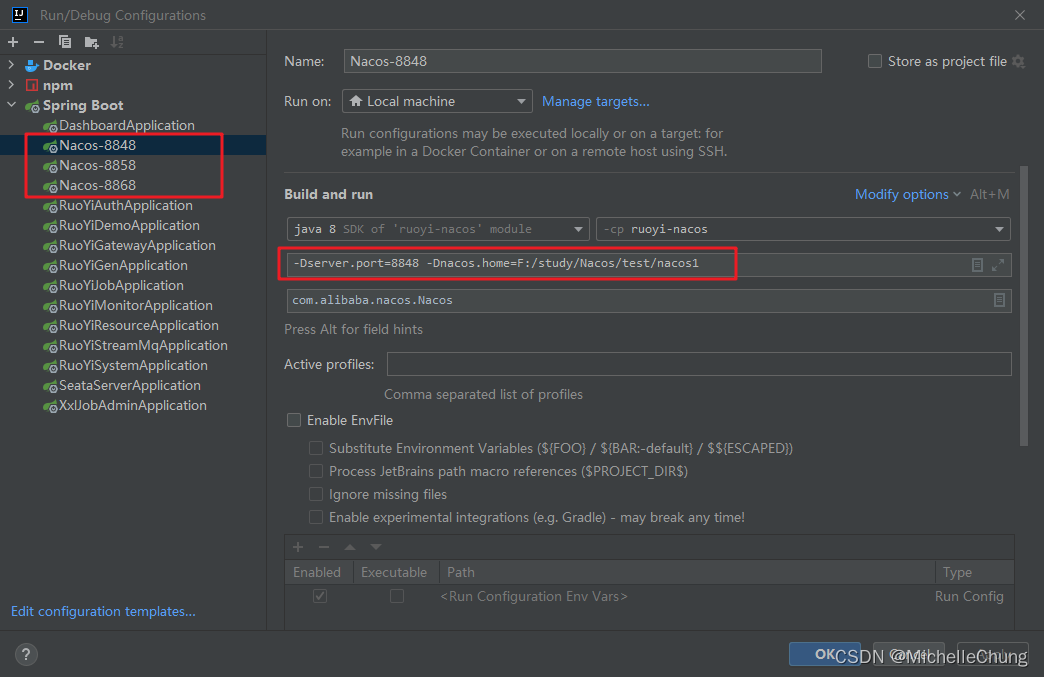 Run/Debug Configurations
Docker
npm
Spring Boot
DashboardApplication
Nacos-8848
Nacos-8858
Nacos-8868
RuoYiAuthApplication
RuoYiDemoApplication
RuoYiGatewayApplication
RuoYiGenApplication
RuoYiJobApplication
RuoYiMonitorApplication
RuoYiResourceApplication
RuoYiStreamMqApplication
RuoYiSystemApplication
SeataServerApplication
XxlJobAdminApplication
Edit configuration templates...
Name: Nacos-8848 Store as project file
Run on: Local machine Manage targets...
Run configurations may be executed locally or on a target: for
example in a Docker Container or on a remote host using SSH.
Build and run Modify options Alt+M
java 8 SDK of 'ruoyi-nacos' module -cp ruoyi-nacos
-Dserver.port=8848 -Dnacos.home=F:/study/Nacos/test/nacos1
com.alibaba.nacos.Nacos
Press Alt for field hints
Active profiles:
Comma separated list of profiles
Enable EnvFile
Substitute Environment Variables (${FOO} / ${BAR:-default} / $${ESCAPED})
Process JetBrains path macro references ($PROJECT_DIR$)
Ignore missing files
Enable experimental integrations (e.g. Gradle) - may break any time!
Enabled Executable Path Type
<Run Configuration Env Vars> Run Config
? OK Cancel Apply
CSDN @MichelleChung